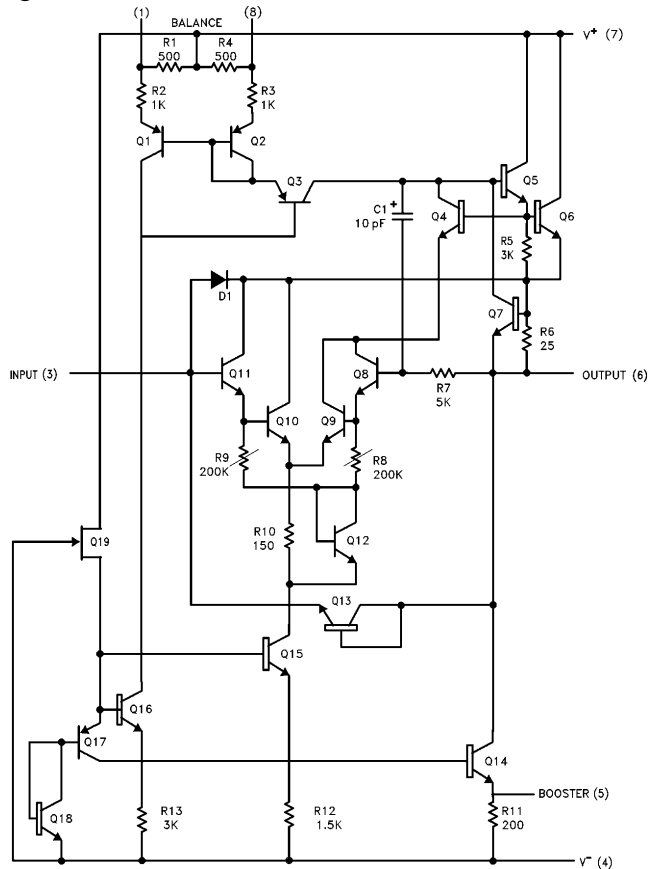 (1)
(8)
BALANCE
V+ (7)
R1
500
R4
500
R2
1K
R3
1K
Q1
Q2
Q3
Q5
C1 +
10 pF
Q4
Q6
R5
3K
D1
Q7
R6
25
INPUT (3)
Q11
Q8
OUTPUT (6)
R7
5K
Q10
Q9
R9
200K
R8
200K
R10
150
Q12
Q19
Q13
Q15
Q16
Q17
Q14
BOOSTER (5)
Q18
R13
3K
R12
1.5K
R11
200
V- (4)